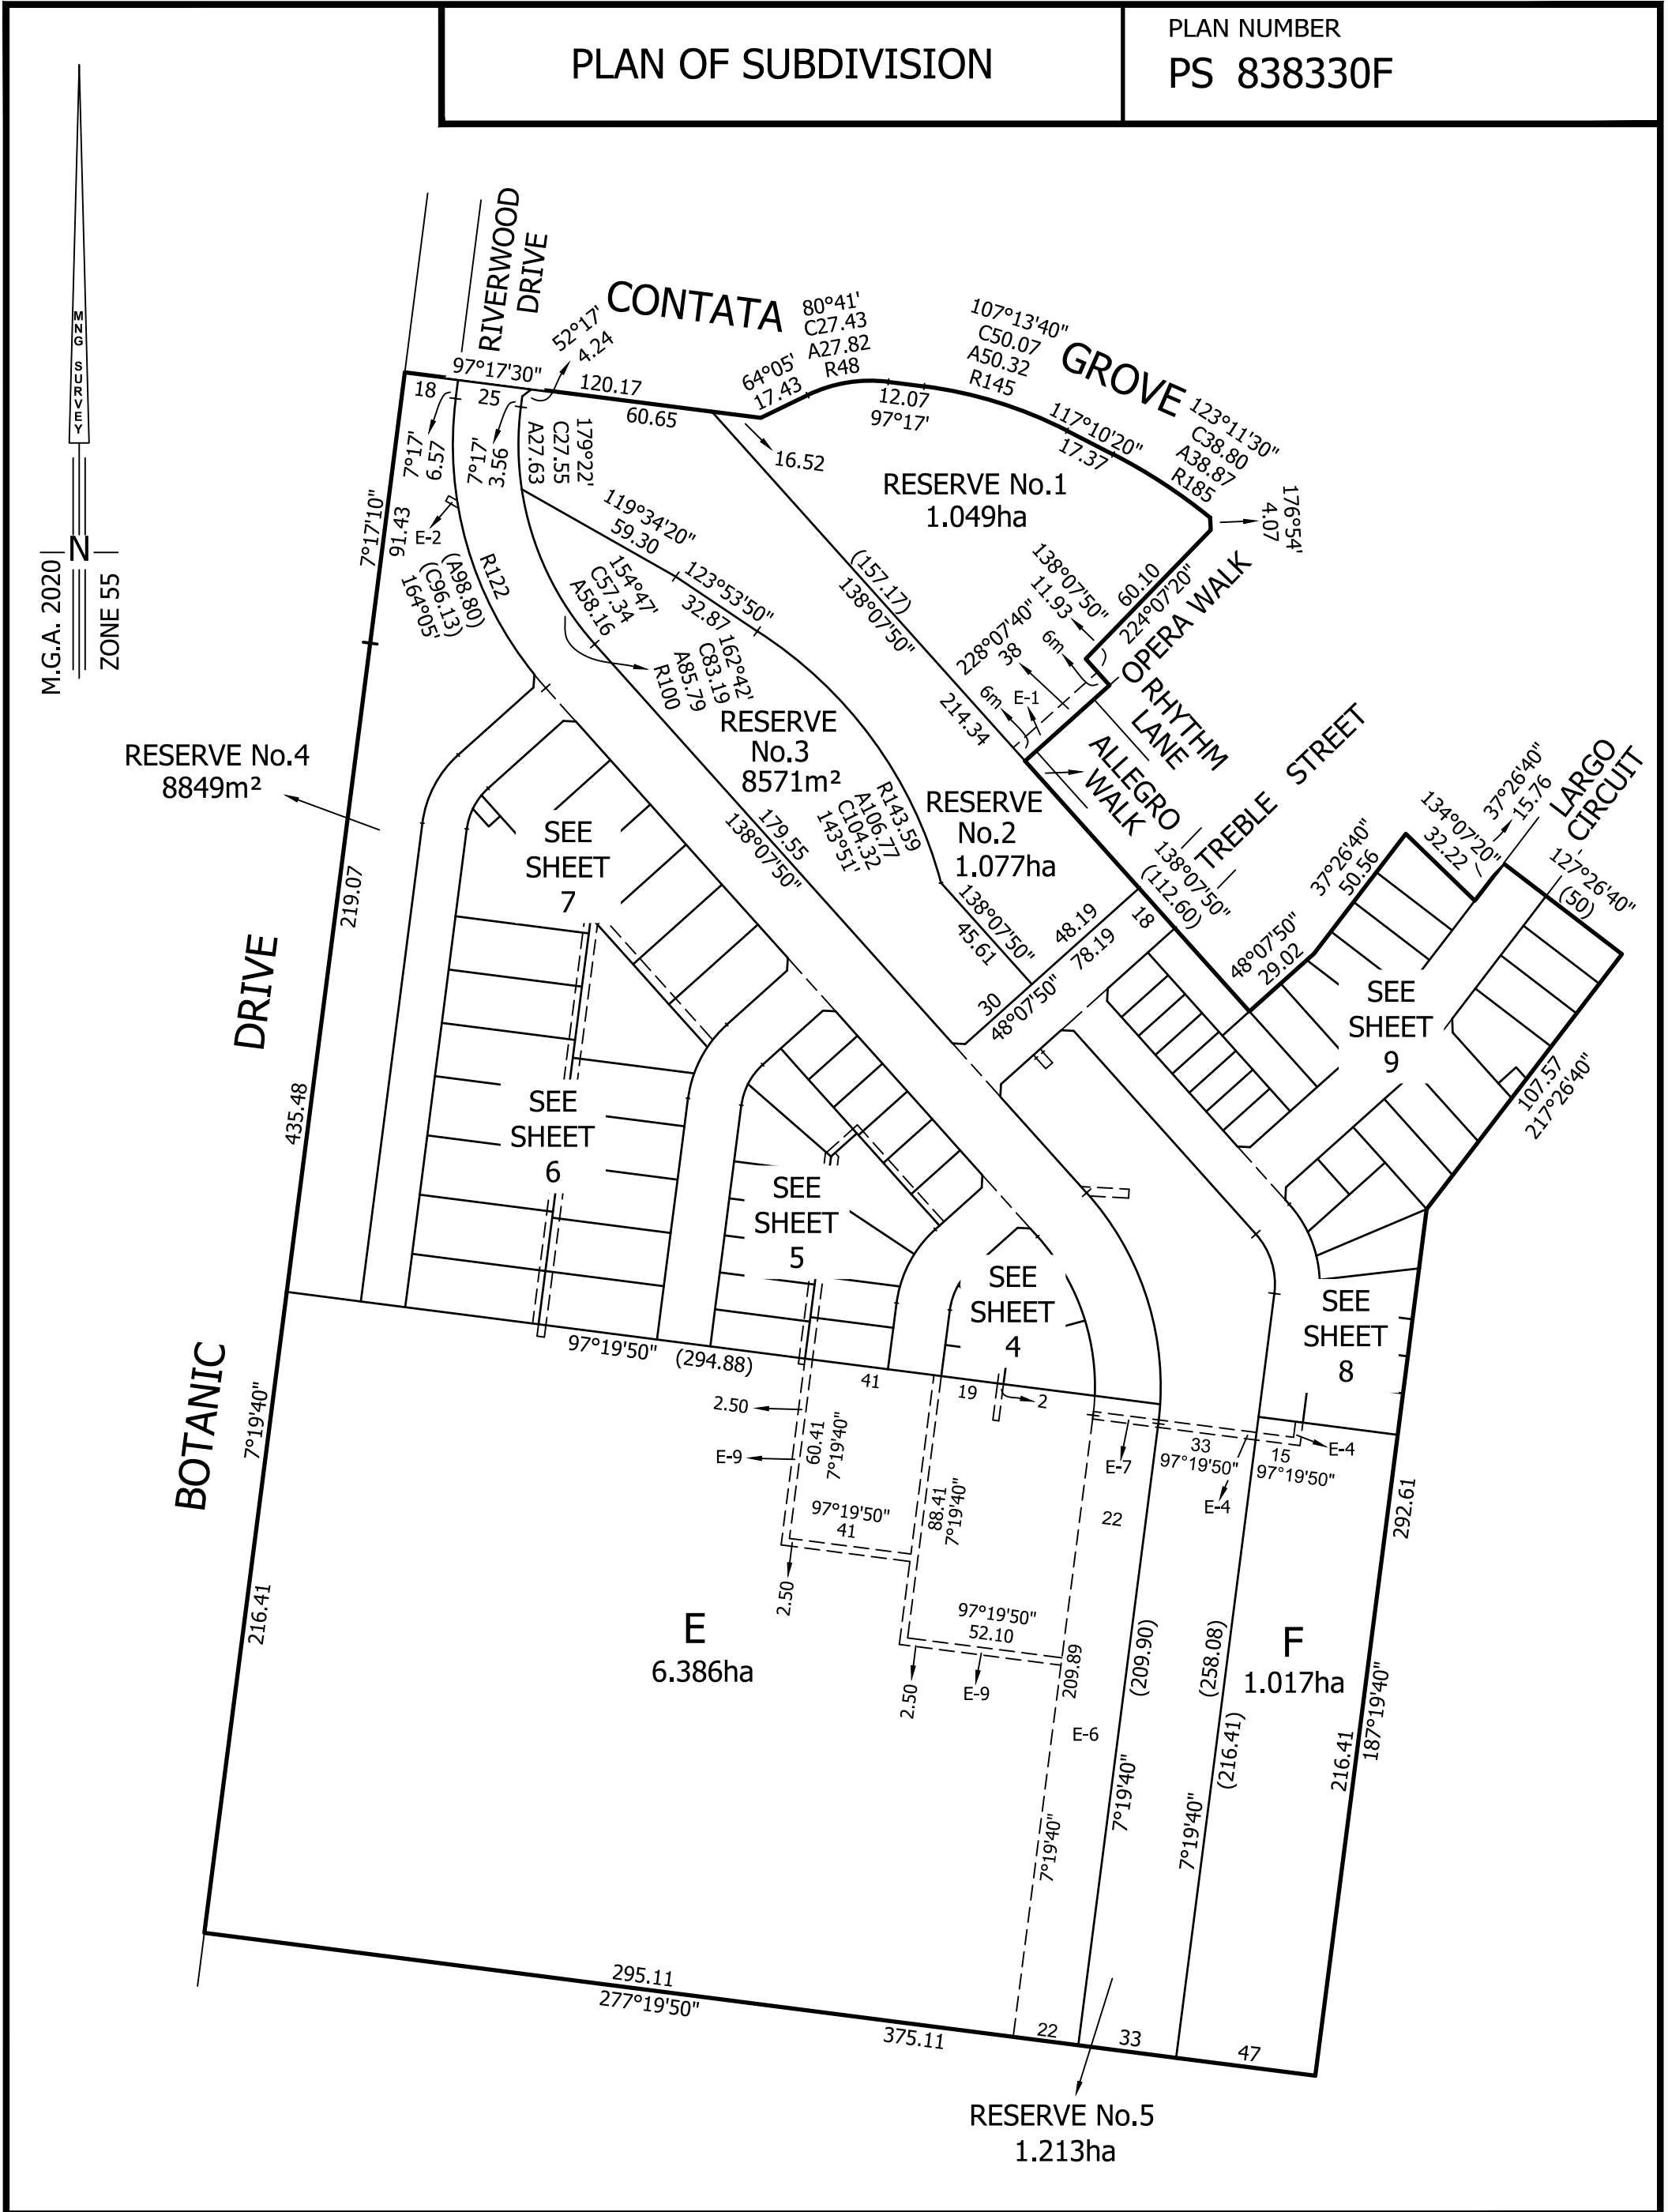 PLAN OF SUBDIVISION
PLAN NUMBER
PS 838330F
MNG SURVEY
M.G.A. 2020
N
ZONE 55
RIVERWOOD
DRIVE
CONTATA
GROVE
52°17'
4.24
97°17'30"
120.17
18
25
60.65
7°17'
6.57
7°17'
3.56
179°22'
C27.55
A27.63
64°05'
17.43
80°41'
C27.43
A27.82
R48
12.07
97°17'
107°13'40"
C50.07
A50.32
R145
117°10'20"
17.37
123°11'30"
C38.80
A38.87
R185
176°54'
4.07
16.52
RESERVE No.1
1.049ha
7°17'10"
91.43
E-2
R122
(A98.80)
(C96.13)
164°05'
119°34'20"
59.30
123°53'50"
32.87
154°47'
C57.34
A58.16
R100
162°42'
C83.19
A85.79
(157.17)
138°07'50"
214.34
138°07'50"
11.93
60.10
224°07'20"
228°07'40"
38
6m
6m
E-1
OPERA WALK
RHYTHM
LANE
ALLEGRO
WALK
TREBLE STREET
LARGO
CIRCUIT
RESERVE No.4
8849m²
RESERVE
No.3
8571m²
RESERVE
No.2
1.077ha
R143.59
A106.77
C104.32
143°51'
179.55
138°07'50"
138°07'50"
45.61
138°07'50"
(112.60)
48.19
18
78.19
30
48°07'50"
48°07'50"
29.02
37°26'40"
50.56
134°07'20"
32.22
37°26'40"
15.76
127°26'40"
(50)
107.57
217°26'40"
SEE
SHEET
7
SEE
SHEET
9
SEE
SHEET
6
SEE
SHEET
5
SEE
SHEET
4
SEE
SHEET
8
219.07
435.48
DRIVE
BOTANIC
7°19'40"
216.41
97°19'50" (294.88)
41
19
2
2.50
E-9
60.41
7°19'40"
97°19'50"
41
2.50
88.41
7°19'40"
97°19'50"
52.10
2.50
E-9
E-7
33
97°19'50"
E-4
15
97°19'50"
E-4
22
209.89
E-6
7°19'40"
(209.90)
7°19'40"
(258.08)
(216.41)
7°19'40"
292.61
187°19'40"
216.41
E
6.386ha
F
1.017ha
295.11
277°19'50"
375.11
22
33
47
RESERVE No.5
1.213ha